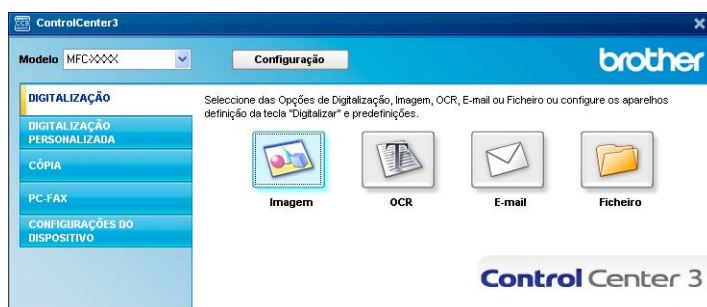 ControlCenter3
Modelo MFC-XXXX Configuração brother
DIGITALIZAÇÃO
DIGITALIZAÇÃO
PERSONALIZADA
CÓPIA
PC-FAX
CONFIGURAÇÕES DO
DISPOSITIVO
Seleccione das Opções de Digitalização, Imagem, OCR, E-mail ou Ficheiro ou configure os aparelhos
definição da tecla "Digitalizar" e predefinições.
Imagem OCR E-mail Ficheiro
Control Center 3